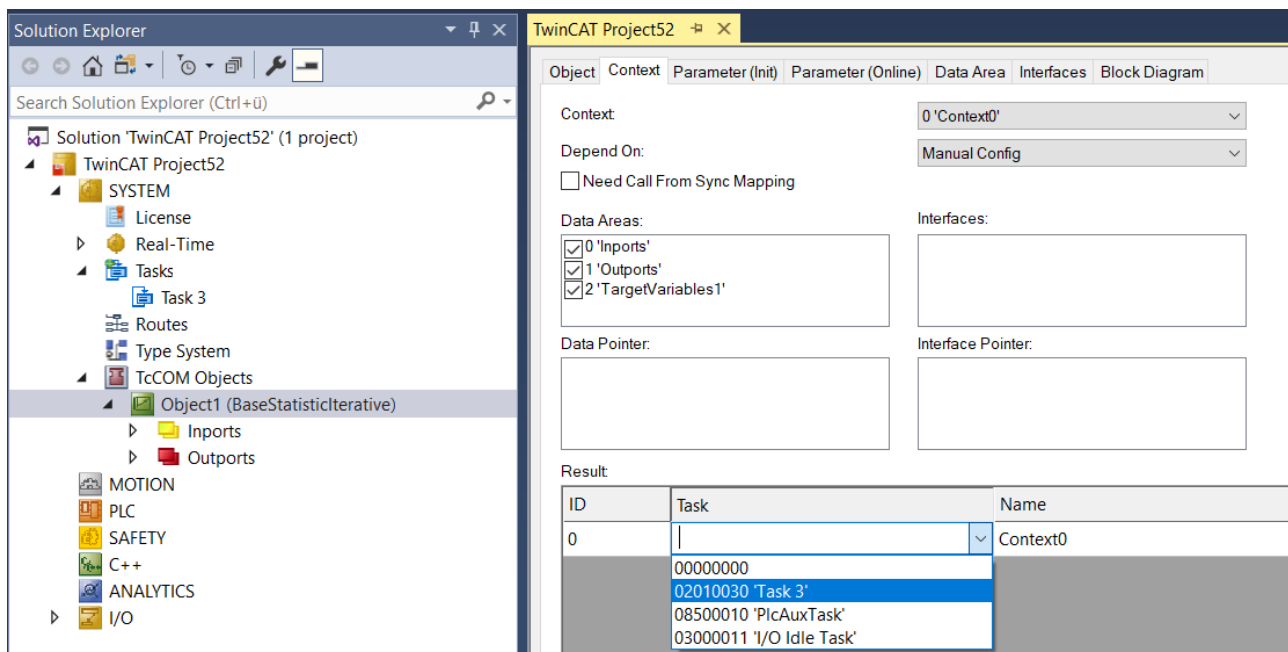 Solution Explorer
Search Solution Explorer (Ctrl+ü)
Solution 'TwinCAT Project52' (1 project)
TwinCAT Project52
SYSTEM
License
Real-Time
Tasks
Task 3
Routes
Type System
TcCOM Objects
Object1 (BaseStatisticIterative)
Inports
Outports
MOTION
PLC
SAFETY
C++
ANALYTICS
I/O
TwinCAT Project52
Object Context Parameter (Init) Parameter (Online) Data Area Interfaces Block Diagram
Context: 0 'Context0'
Depend On: Manual Config
Need Call From Sync Mapping
Data Areas: Interfaces:
0 'Inports'
1 'Outports'
2 'TargetVariables1'
Data Pointer: Interface Pointer:
Result:
ID Task Name
0 Context0
00000000
02010030 'Task 3'
08500010 'PlcAuxTask'
03000011 'I/O Idle Task'